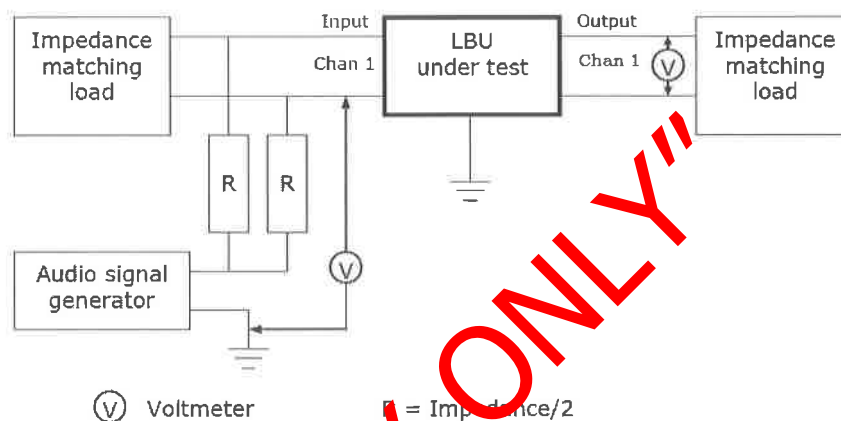 Impedance
matching
load
Input
Chan 1
LBU
under test
Output
Chan 1
V
Impedance
matching
load
R
R
V
Audio signal
generator
V Voltmeter
= Impedance/2
ONLY"